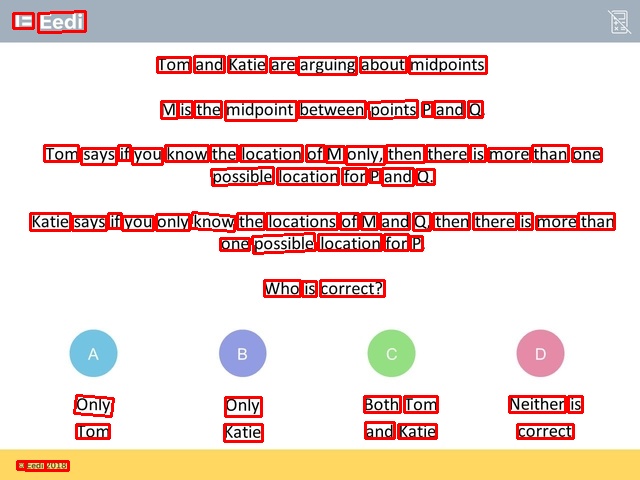 Eedi
Tom and Katie are arguing about midpoints
M is the midpoint between points P and Q
Tom says if you know the location of M only, then there is more than one
possible location for P and Q.
Katie says if you only know the locations of M and Q, then there is more than
one possible location for P.
Who is correct?
A B C D
Only Only Both Tom Neither is
Tom Katie and Katie correct
© Eedi 2018